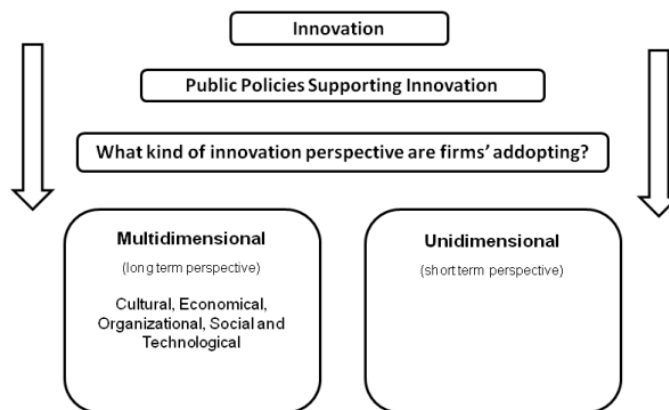 Innovation
Public Policies Supporting Innovation
What kind of innovation perspective are firms' addopting?
Multidimensional
(long term perspective)
Cultural, Economical,
Organizational, Social and
Technological
Unidimensional
(short term perspective)